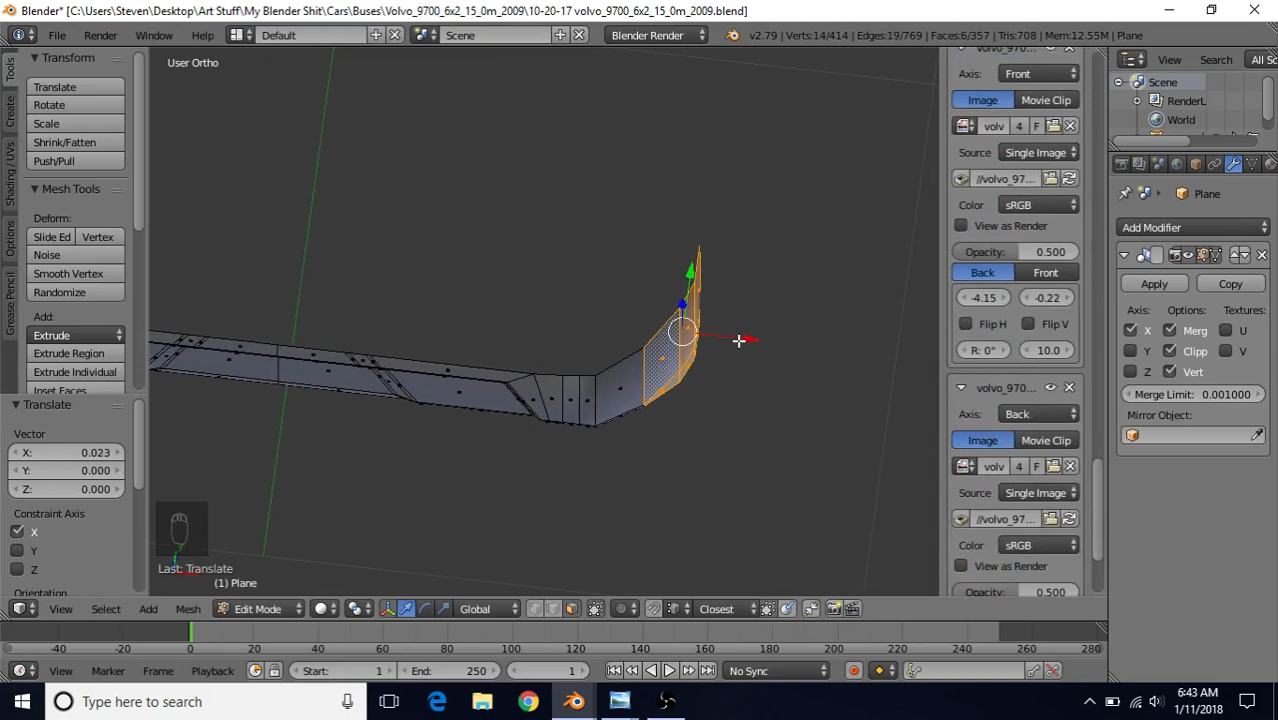 Blender* [C:\Users\Steven\Desktop\Art Stuff\My Blender Shit\Cars\Buses\Volvo_9700_6x2_15_0m_2009\10-20-17 volvo_9700_6x2_15_0m_2009.blend]
File Render Window Help Default Scene Blender Render v2.79 | Verts:14/414 | Edges:19/769 | Faces:6/357 | Tris:708 | Mem:12.55M | Plane View Search All Sc
Tools
Create
Shading / UVs
Options
Grease Pencil
Transform
Translate
Rotate
Scale
Shrink/Fatten
Push/Pull
Mesh Tools
Deform:
Slide Ed Vertex
Noise
Smooth Vertex
Randomize
Add:
Extrude
Extrude Region
Extrude Individual
Inset Faces
Translate
Vector
X: 0.023
Y: 0.000
Z: 0.000
Constraint Axis
X
Y
Z
Orientation
User Ortho
Last: Translate
(1) Plane
Axis: Front
Image Movie Clip
volv 4 F
Source Single Image
//volvo_97...
Color sRGB
View as Render
Opacity: 0.500
Back Front
-4.15 -0.22
Flip H Flip V
R: 0° 10.0
volvo_970...
Axis: Back
Image Movie Clip
volv 4 F
Source Single Image
//volvo_97...
Color sRGB
View as Render
Opacity: 0.500
Scene
RenderL
World
Plane
Add Modifier
Apply Copy
Axis: Options: Textures:
X Merg U
Y Clipp V
Z Vert
Merge Limit: 0.001000
Mirror Object:
View Select Add Mesh Edit Mode Global Closest
-40 -20 0 20 40 60 80 100 120 140 160 180 200 220 240 260 280
View Marker Frame Playback Start: 1 End: 250 1 No Sync
Type here to search
6:43 AM
1/11/2018